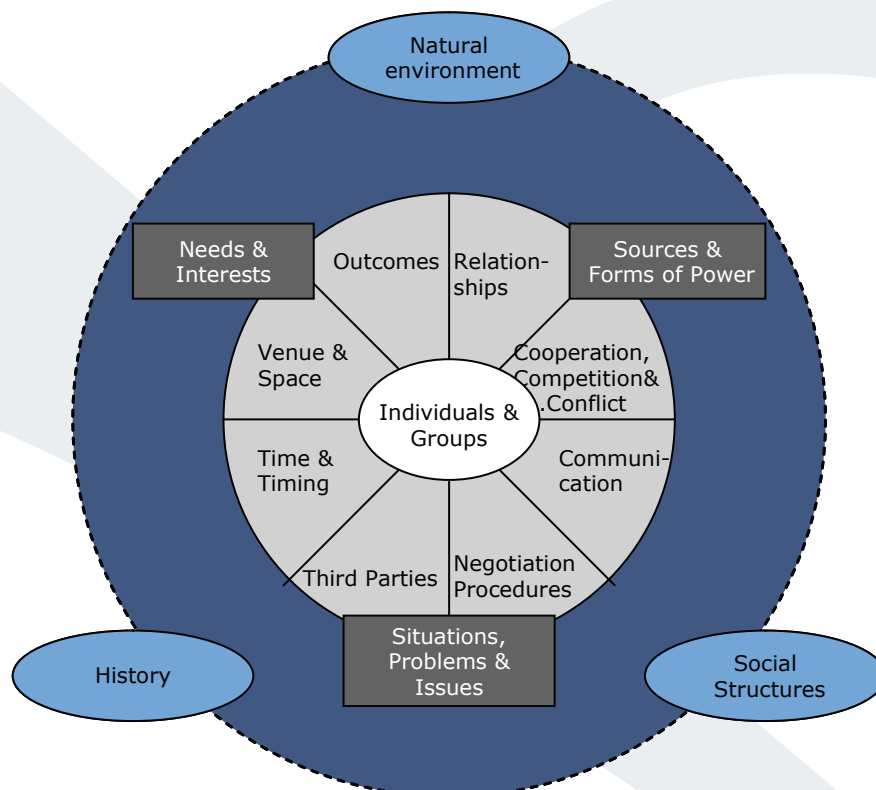 Natural
environment
Needs &
Interests
Sources &
Forms of Power
Outcomes
Relation-
ships
Venue &
Space
Cooperation,
Competition&
.Conflict
Individuals &
Groups
Time &
Timing
Communi-
cation
Third Parties
Negotiation
Procedures
Situations,
Problems &
Issues
History
Social
Structures